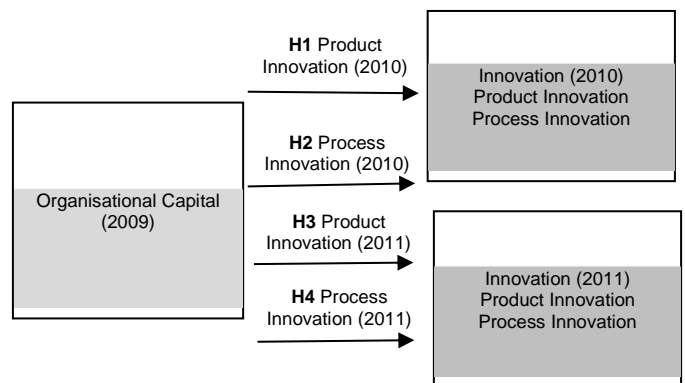 H1 Product
Innovation (2010)
Innovation (2010)
Product Innovation
Process Innovation
H2 Process
Innovation (2010)
Organisational Capital
(2009)
H3 Product
Innovation (2011)
Innovation (2011)
Product Innovation
Process Innovation
H4 Process
Innovation (2011)